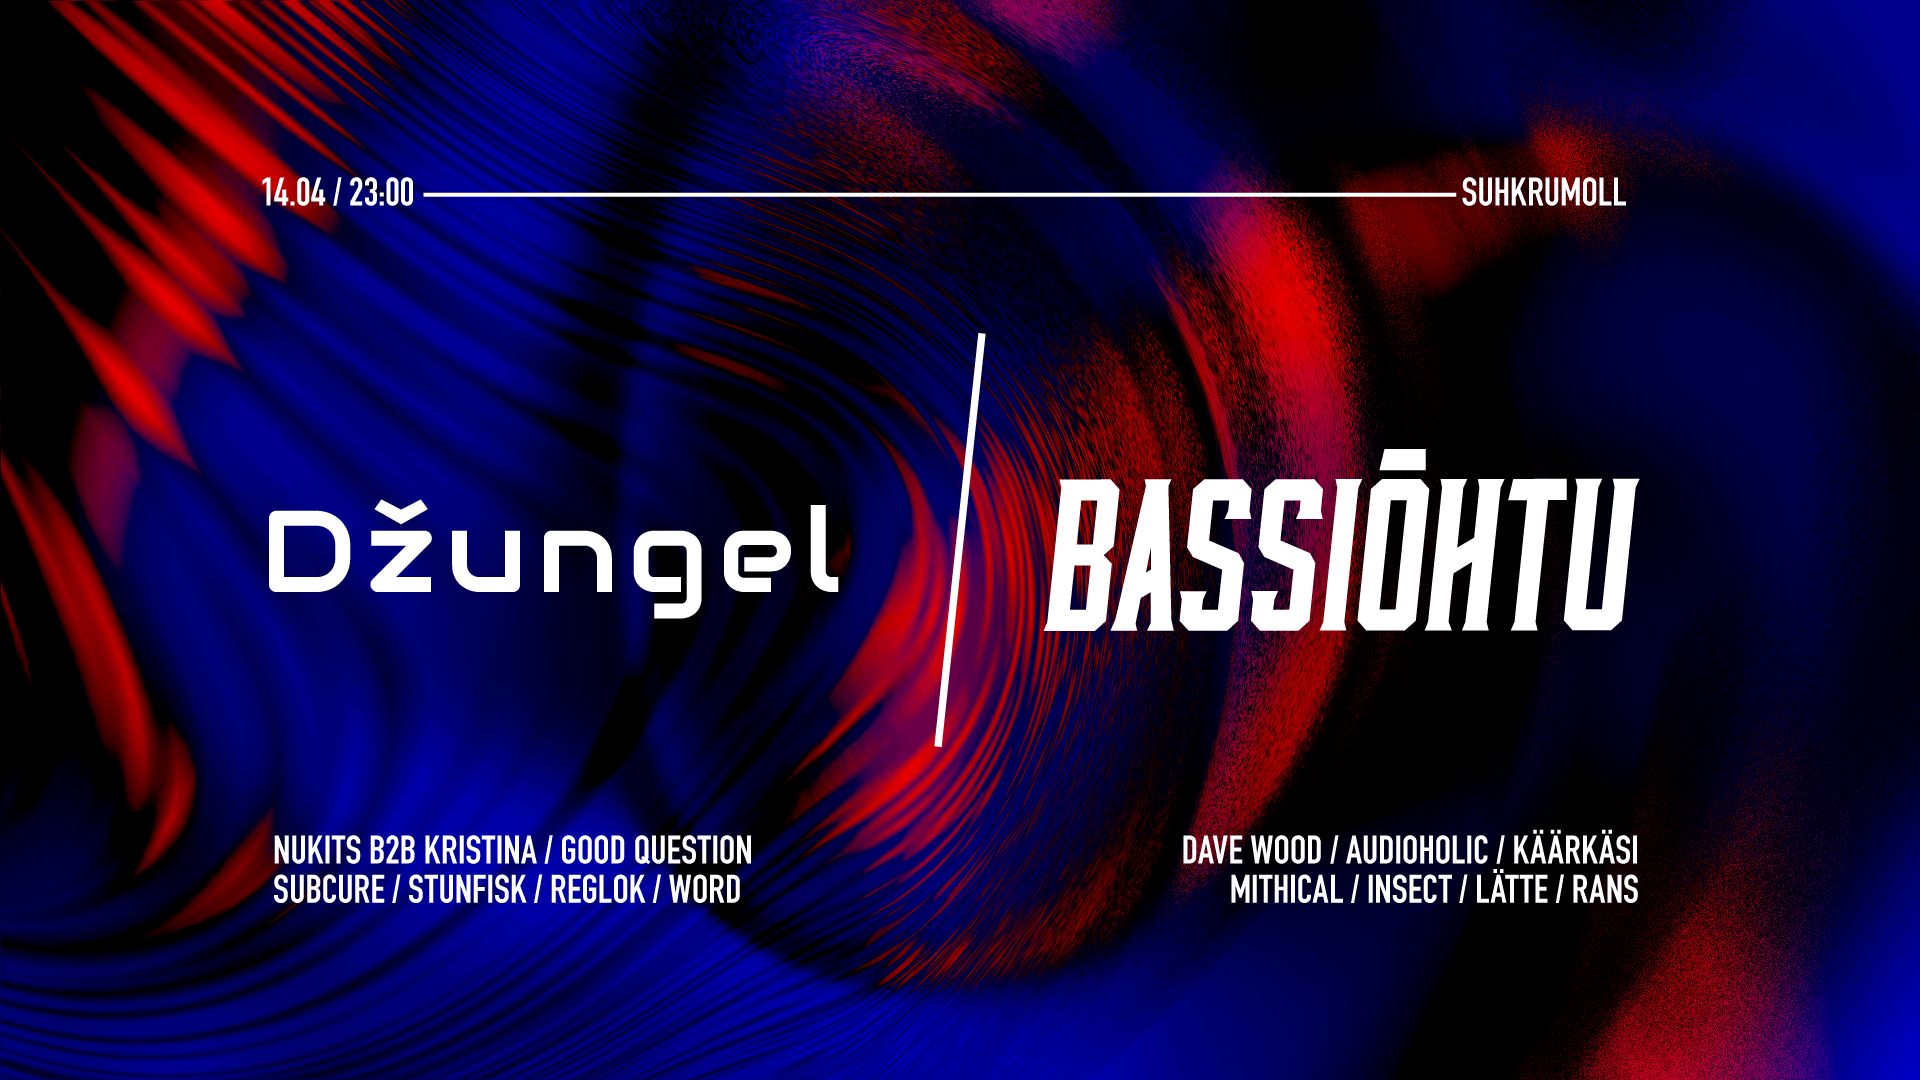 14.04 / 23:00
SUHKRUMOLL
Džungel
BASSIŌHTU
NUKITS B2B KRISTINA / GOOD QUESTION
SUBCURE / STUNFISK / REGLOK / WORD
DAVE WOOD / AUDIOHOLIC / KÄÄRKÄSI
MITHICAL / INSECT / LÄTTE / RANS